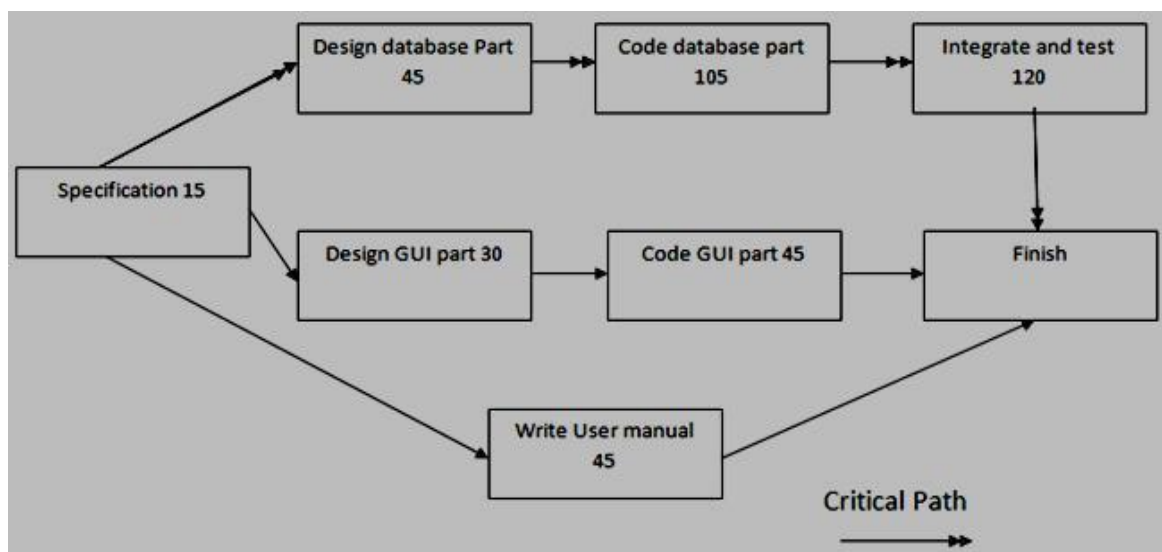 Design database Part
45
Code database part
105
Integrate and test
120
Specification 15
Design GUI part 30
Code GUI part 45
Finish
Write User manual
45
Critical Path